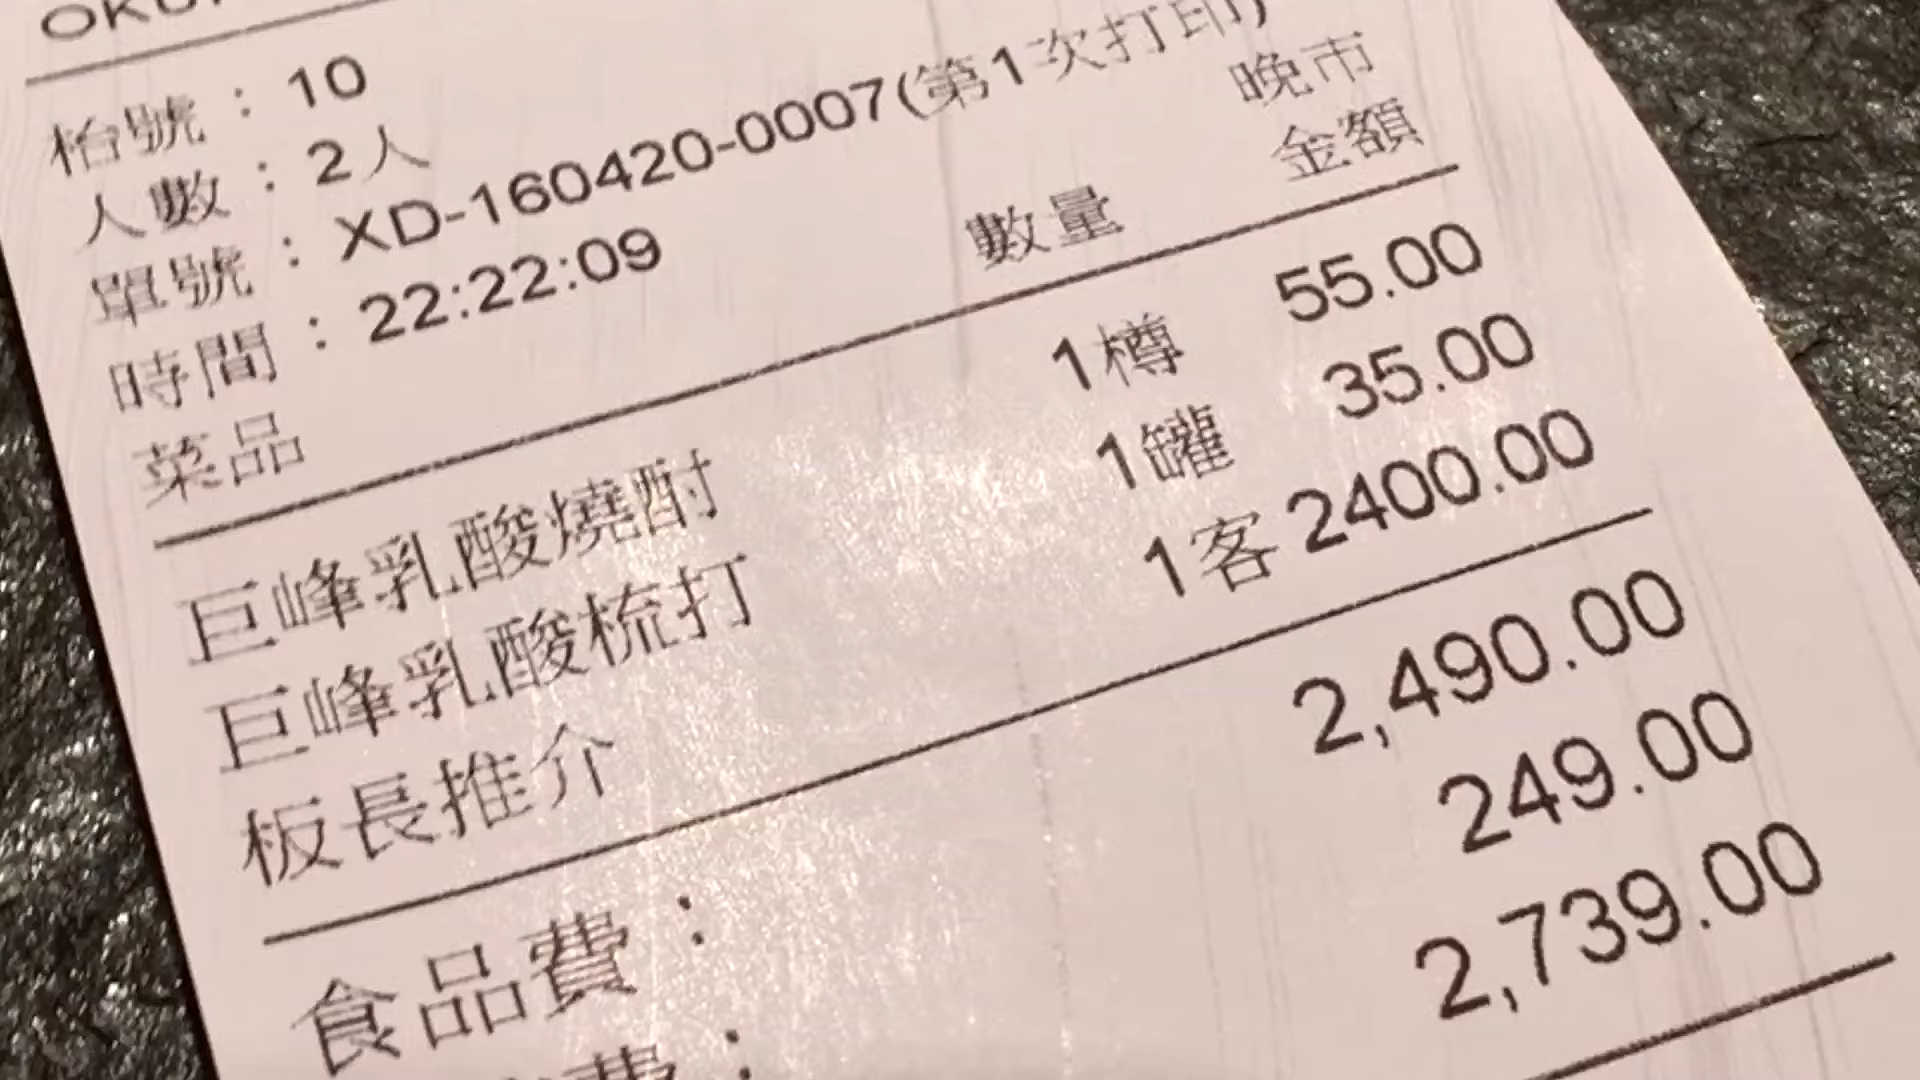 枱號：10
人數：2人
單號：XD-160420-0007(第1次打印)
時間：22:22:09 晚市
菜品 數量 金額
巨峰乳酸燒酎 1樽 55.00
巨峰乳酸梳打 1罐 35.00
板長推介 1客 2400.00
食品費： 2,490.00
費： 249.00
2,739.00